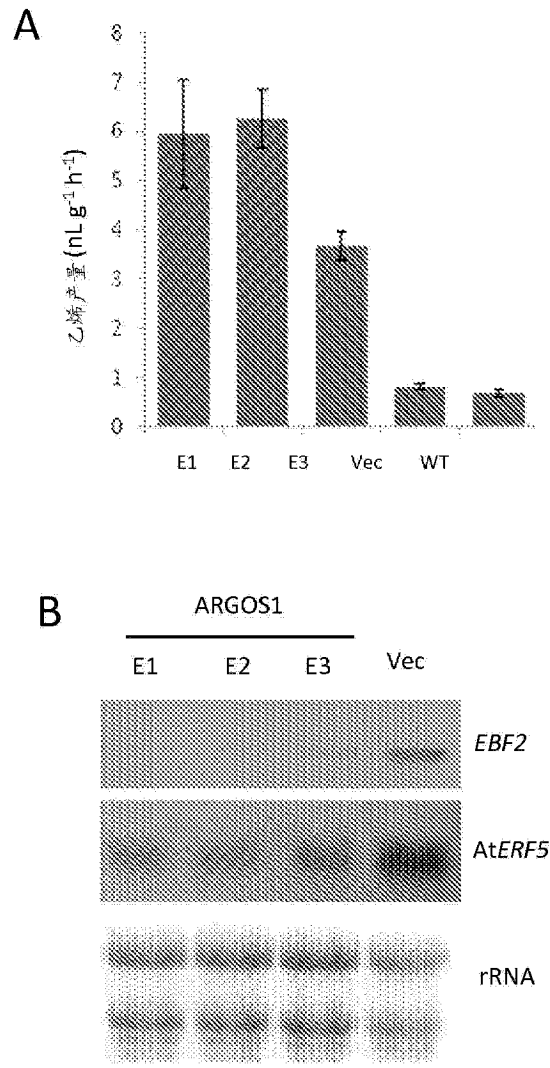 A
8
7
6
5
4
3
2
1
0
乙烯产量 (nL g⁻¹ h⁻¹)
E1 E2 E3 Vec WT
B
ARGOS1
E1 E2 E3 Vec
EBF2
AtERF5
rRNA